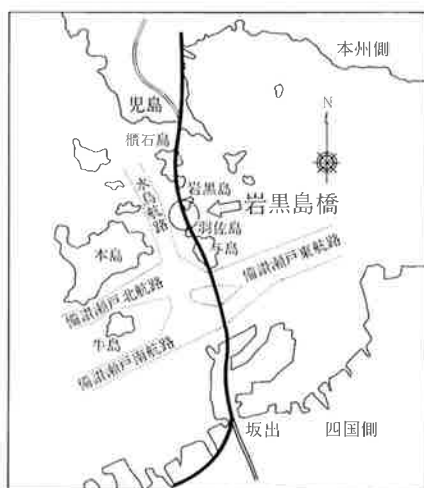 本州側
児島
N
櫃石島
岩黒島
水島航路
岩黒島橋
羽佐島
与島
本島
備讃瀬戸東航路
備讃瀬戸北航路
牛島
備讃瀬戸南航路
坂出
四国側